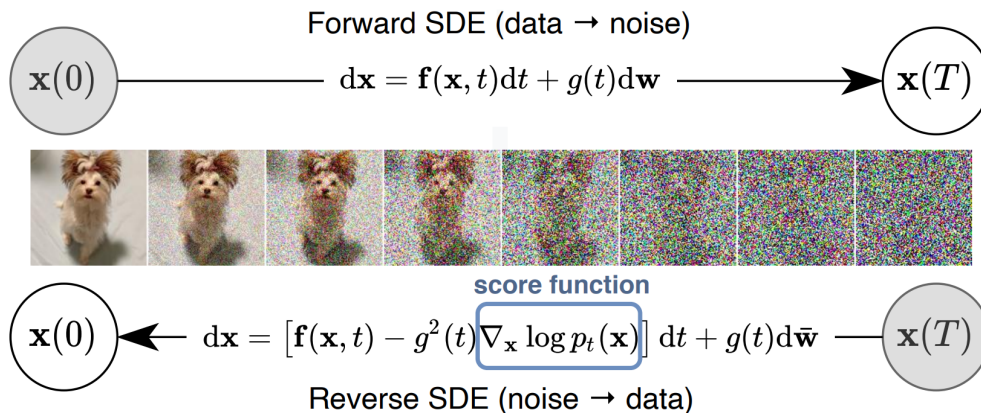 Forward SDE (data → noise)
x(0) dx = f(x, t)dt + g(t)dw x(T)
score function
x(0) dx = [f(x, t) − g²(t)∇ₓ log pₜ(x)] dt + g(t)dw̄ x(T)
Reverse SDE (noise → data)